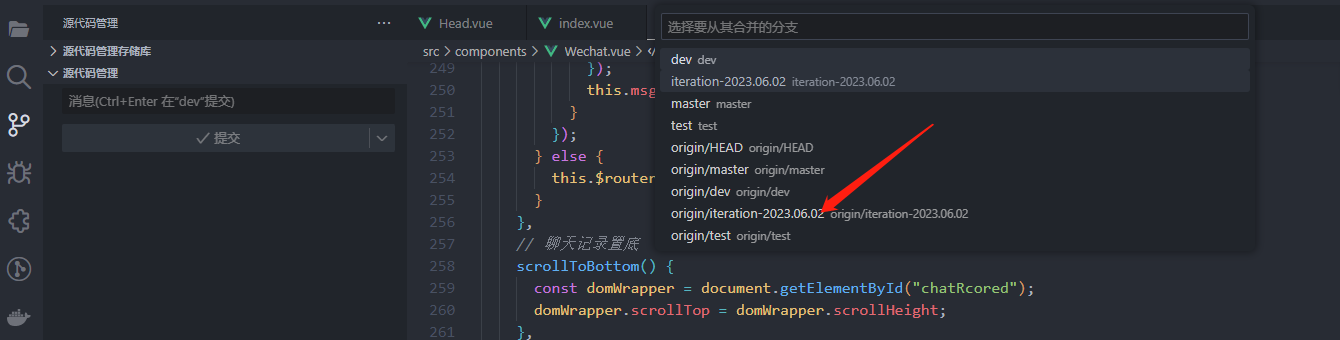 源代码管理
源代码管理存储库
源代码管理
消息(Ctrl+Enter 在"dev"提交)
提交
Head.vue
index.vue
src > components > Wechat.vue >
249 });
250 this.msg
251 }
252 });
253 } else {
254 this.$router
255 }
256 },
257 // 聊天记录置底
258 scrollToBottom() {
259 const domWrapper = document.getElementById("chatRcored");
260 domWrapper.scrollTop = domWrapper.scrollHeight;
261 },
选择要从其合并的分支
dev dev
iteration-2023.06.02 iteration-2023.06.02
master master
test test
origin/HEAD origin/HEAD
origin/master origin/master
origin/dev origin/dev
origin/iteration-2023.06.02 origin/iteration-2023.06.02
origin/test origin/test